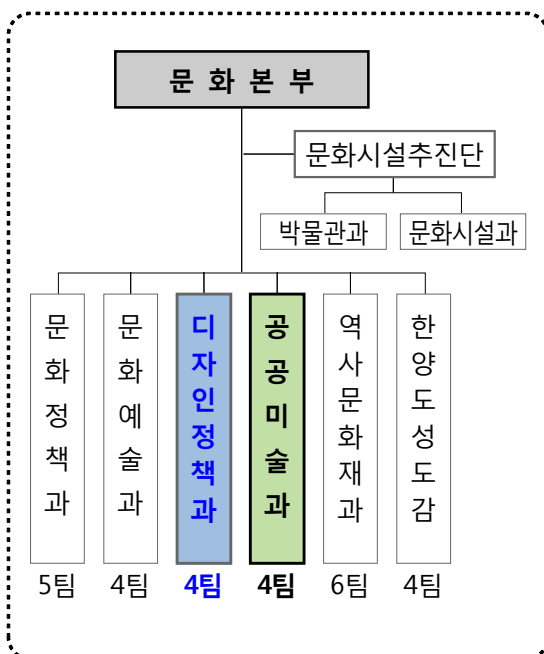 문 화 본 부
문화시설추진단
박물관과
문화시설과
문화정책과
문화예술과
디자인정책과
공공미술과
역사문화재과
한양도성도감
5팀
4팀
4팀
4팀
6팀
4팀